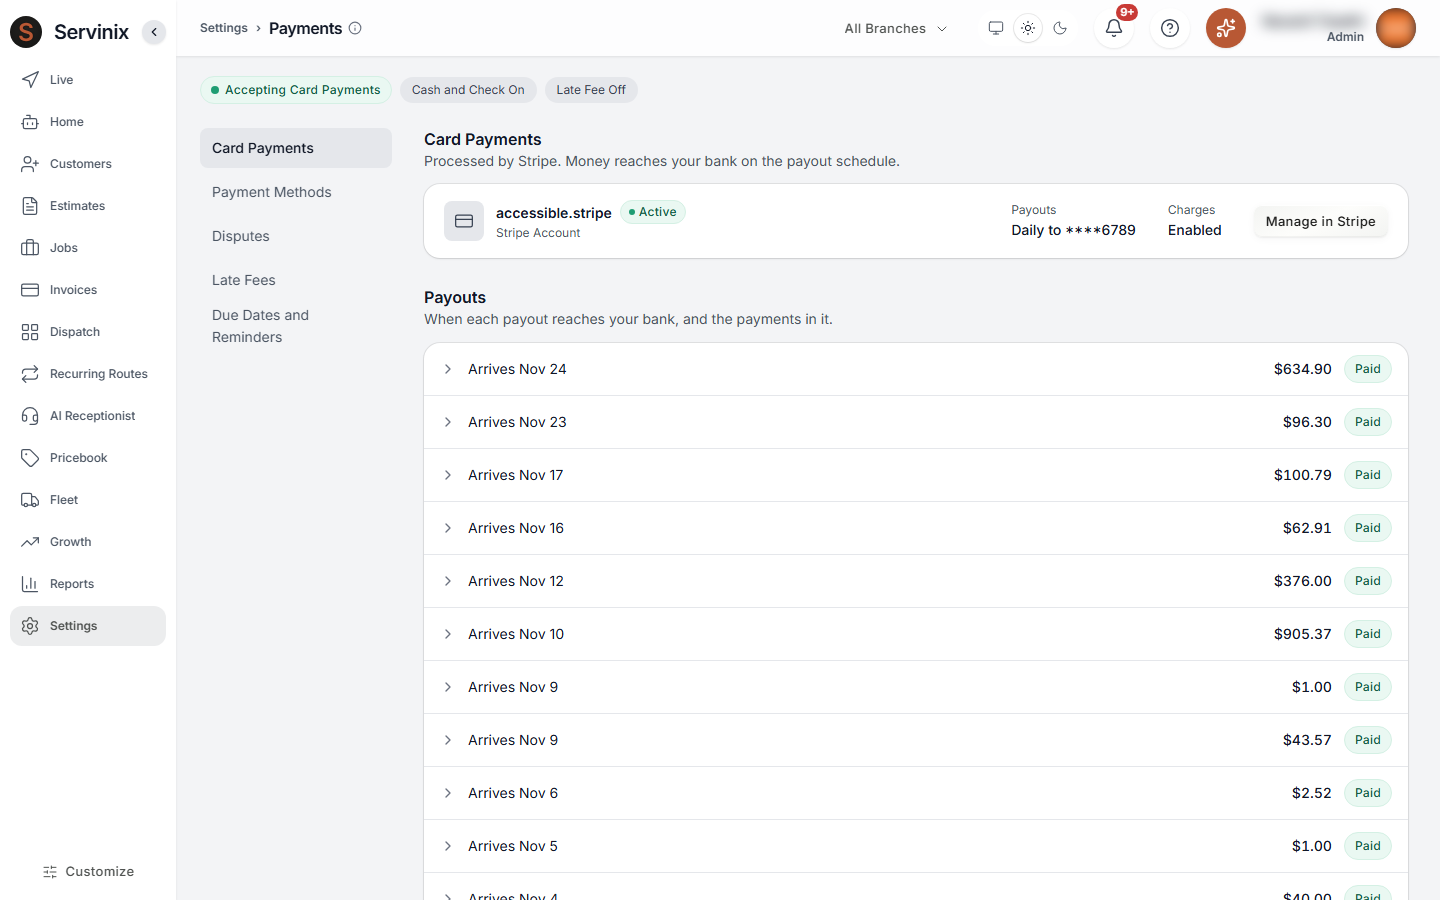 S Servinix
Live
Home
Customers
Estimates
Jobs
Invoices
Dispatch
Recurring Routes
AI Receptionist
Pricebook
Fleet
Growth
Reports
Settings
Customize
Settings › Payments
All Branches
9+
Admin
Accepting Card Payments
Cash and Check On
Late Fee Off
Card Payments
Payment Methods
Disputes
Late Fees
Due Dates and
Reminders
Card Payments
Processed by Stripe. Money reaches your bank on the payout schedule.
accessible.stripe Active
Stripe Account
Payouts
Daily to ****6789
Charges
Enabled
Manage in Stripe
Payouts
When each payout reaches your bank, and the payments in it.
Arrives Nov 24 $634.90 Paid
Arrives Nov 23 $96.30 Paid
Arrives Nov 17 $100.79 Paid
Arrives Nov 16 $62.91 Paid
Arrives Nov 12 $376.00 Paid
Arrives Nov 10 $905.37 Paid
Arrives Nov 9 $1.00 Paid
Arrives Nov 9 $43.57 Paid
Arrives Nov 6 $2.52 Paid
Arrives Nov 5 $1.00 Paid
Arrives Nov 4 $40.00 Paid